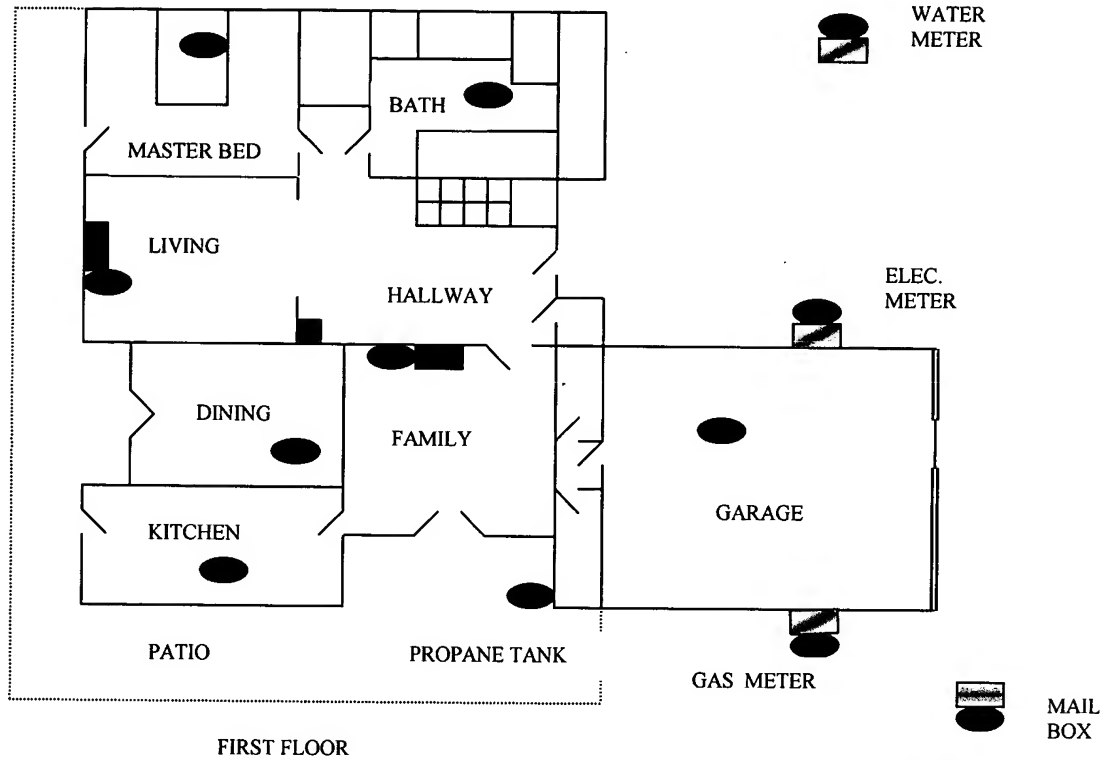 WATER
METER
BATH
MASTER BED
LIVING
HALLWAY
ELEC.
METER
DINING
FAMILY
GARAGE
KITCHEN
PATIO
PROPANE TANK
GAS METER
MAIL
BOX
FIRST FLOOR